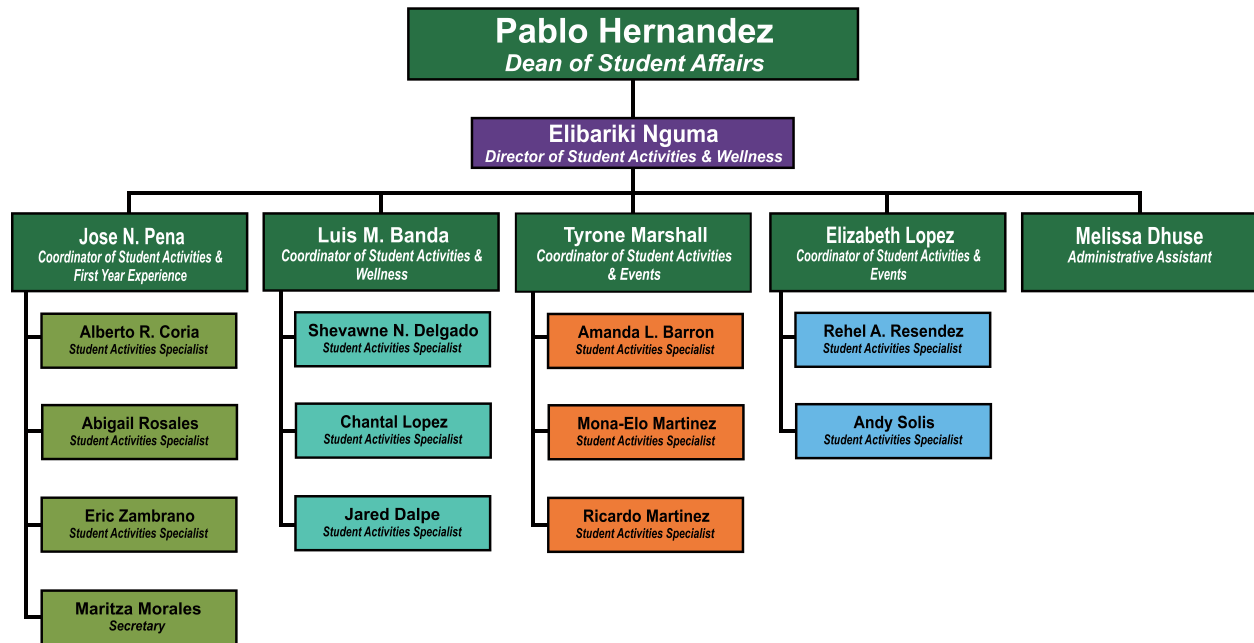 Pablo Hernandez
Dean of Student Affairs
Elibariki Nguma
Director of Student Activities & Wellness
Jose N. Pena
Coordinator of Student Activities &
First Year Experience
Luis M. Banda
Coordinator of Student Activities &
Wellness
Tyrone Marshall
Coordinator of Student Activities
& Events
Elizabeth Lopez
Coordinator of Student Activities &
Events
Melissa Dhuse
Administrative Assistant
Alberto R. Coria
Student Activities Specialist
Shevawne N. Delgado
Student Activities Specialist
Amanda L. Barron
Student Activities Specialist
Rehel A. Resendez
Student Activities Specialist
Abigail Rosales
Student Activities Specialist
Chantal Lopez
Student Activities Specialist
Mona-Elo Martinez
Student Activities Specialist
Andy Solis
Student Activities Specialist
Eric Zambrano
Student Activities Specialist
Jared Dalpe
Student Activities Specialist
Ricardo Martinez
Student Activities Specialist
Maritza Morales
Secretary